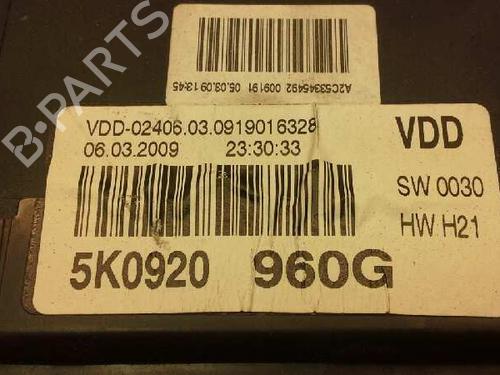 B-PARTS
A2C53345492 009191 05.03.09 13:45
VDD-02406.03.0919016328
06.03.2009 23:30:33
VDD
SW 0030
HW H21
5K0920 960G